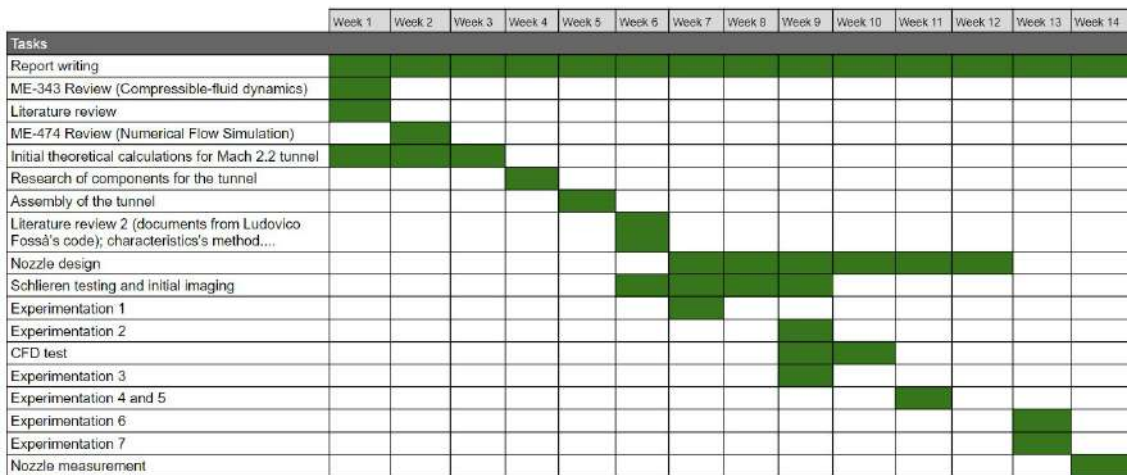 Week 1 Week 2 Week 3 Week 4 Week 5 Week 6 Week 7 Week 8 Week 9 Week 10 Week 11 Week 12 Week 13 Week 14
Tasks
Report writing
ME-343 Review (Compressible-fluid dynamics)
Literature review
ME-474 Review (Numerical Flow Simulation)
Initial theoretical calculations for Mach 2.2 tunnel
Research of components for the tunnel
Assembly of the tunnel
Literature review 2 (documents from Ludovico
Fossà's code); characteristics's method....
Nozzle design
Schlieren testing and initial imaging
Experimentation 1
Experimentation 2
CFD test
Experimentation 3
Experimentation 4 and 5
Experimentation 6
Experimentation 7
Nozzle measurement